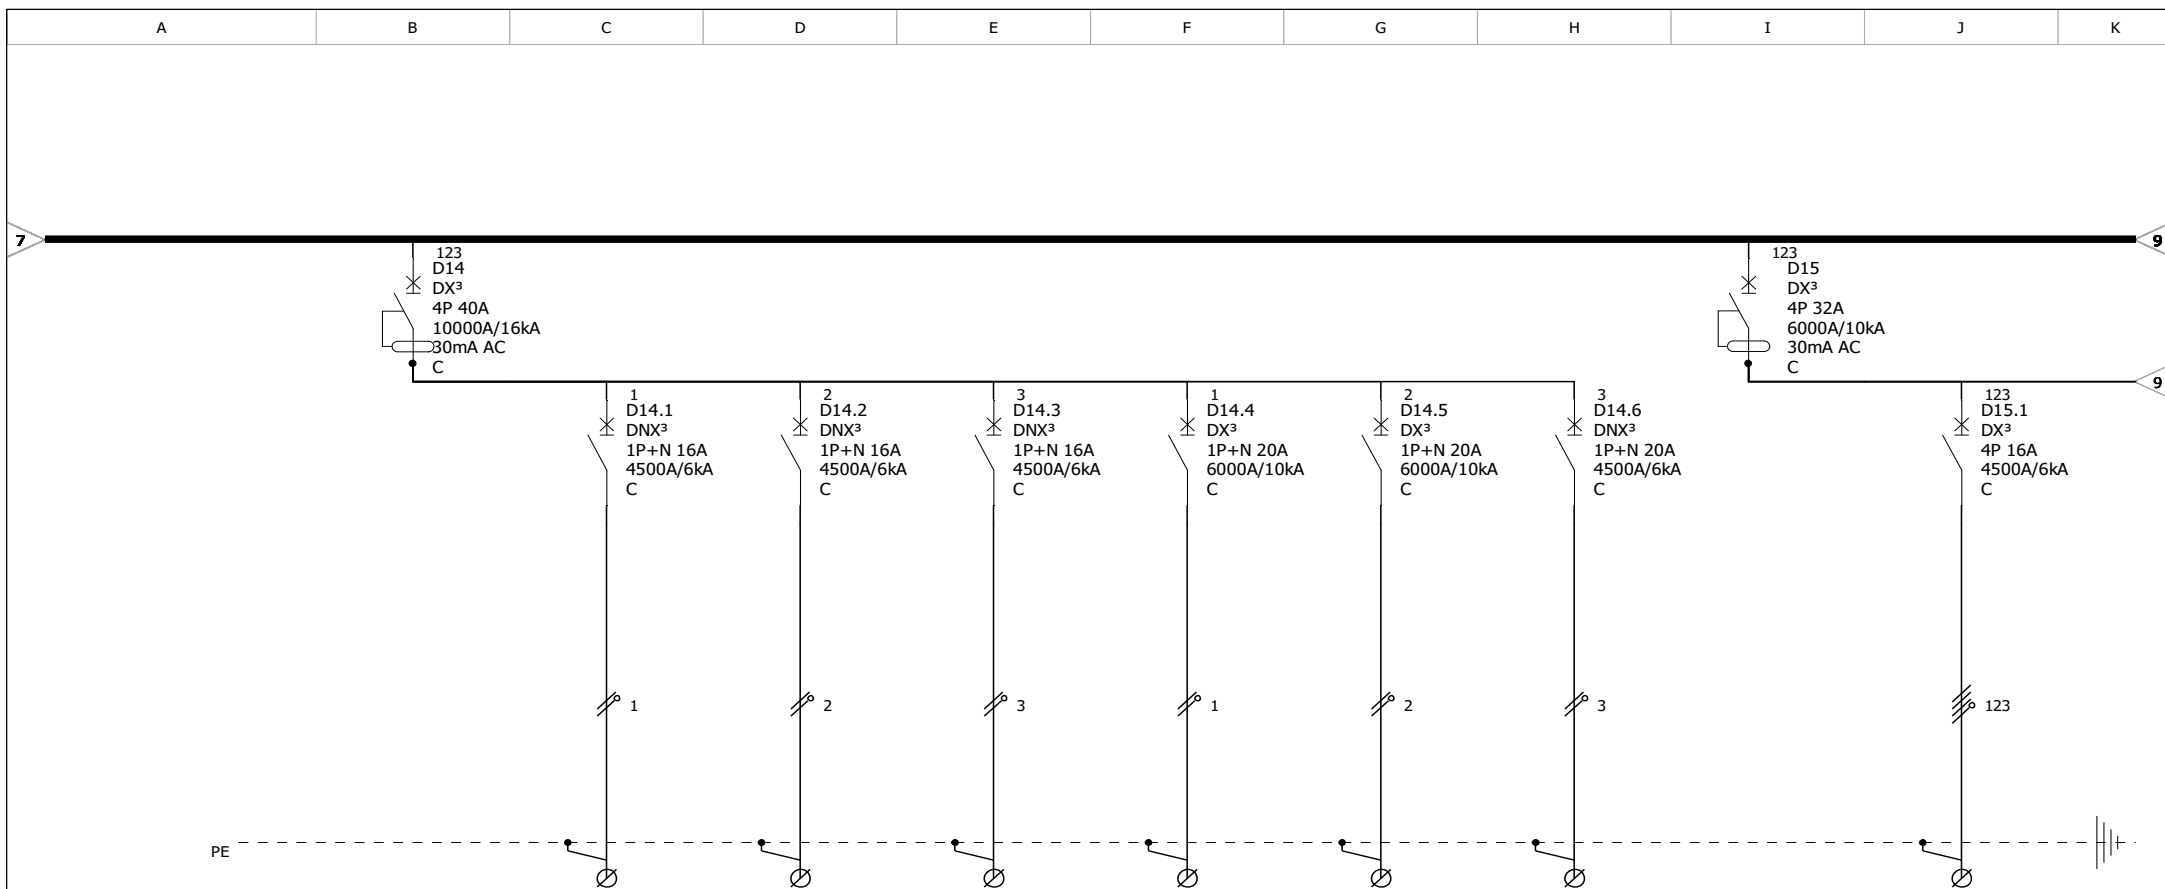 A B C D E F G H I J K
7
9
123
D14
DX³
4P 40A
10000A/16kA
30mA AC
C
123
D15
DX³
4P 32A
6000A/10kA
30mA AC
C
9
1
D14.1
DNX³
1P+N 16A
4500A/6kA
C
2
D14.2
DNX³
1P+N 16A
4500A/6kA
C
3
D14.3
DNX³
1P+N 16A
4500A/6kA
C
1
D14.4
DX³
1P+N 20A
6000A/10kA
C
2
D14.5
DX³
1P+N 20A
6000A/10kA
C
3
D14.6
DNX³
1P+N 20A
4500A/6kA
C
123
D15.1
DX³
4P 16A
4500A/6kA
C
1 2 3 1 2 3 123
PE